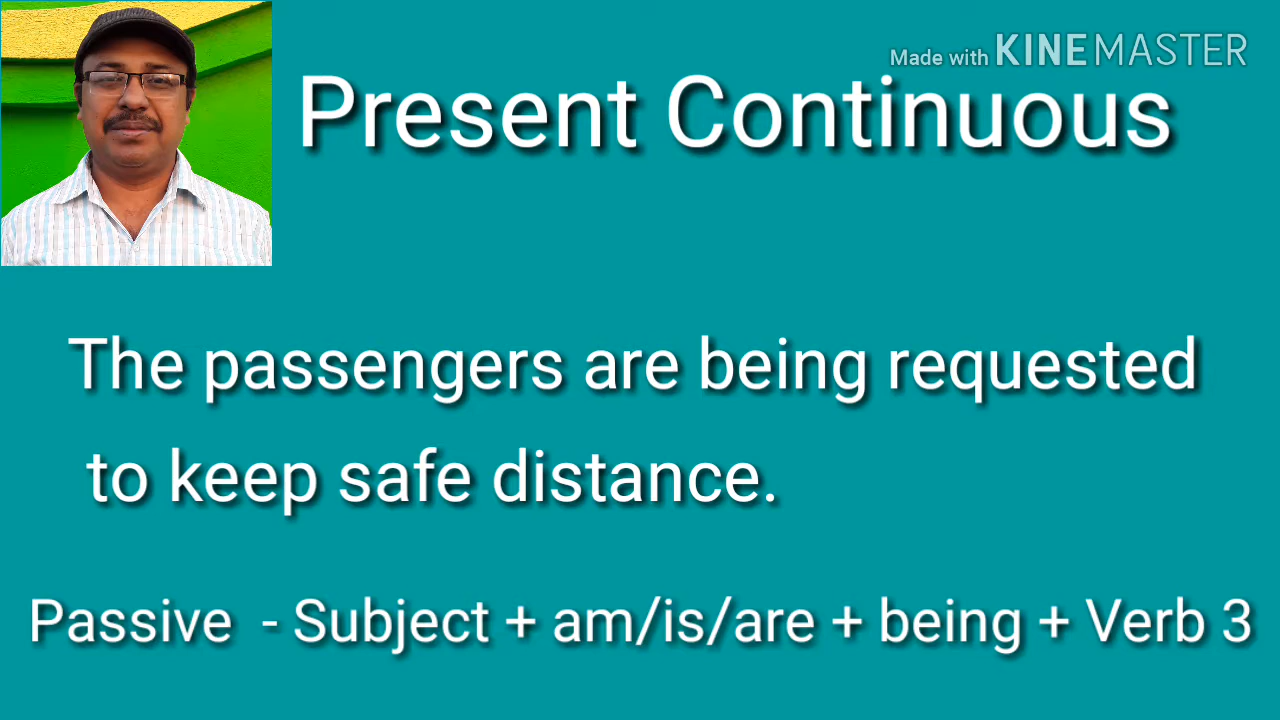 Made with KINEMASTER
Present Continuous
The passengers are being requested
to keep safe distance.
Passive - Subject + am/is/are + being + Verb 3